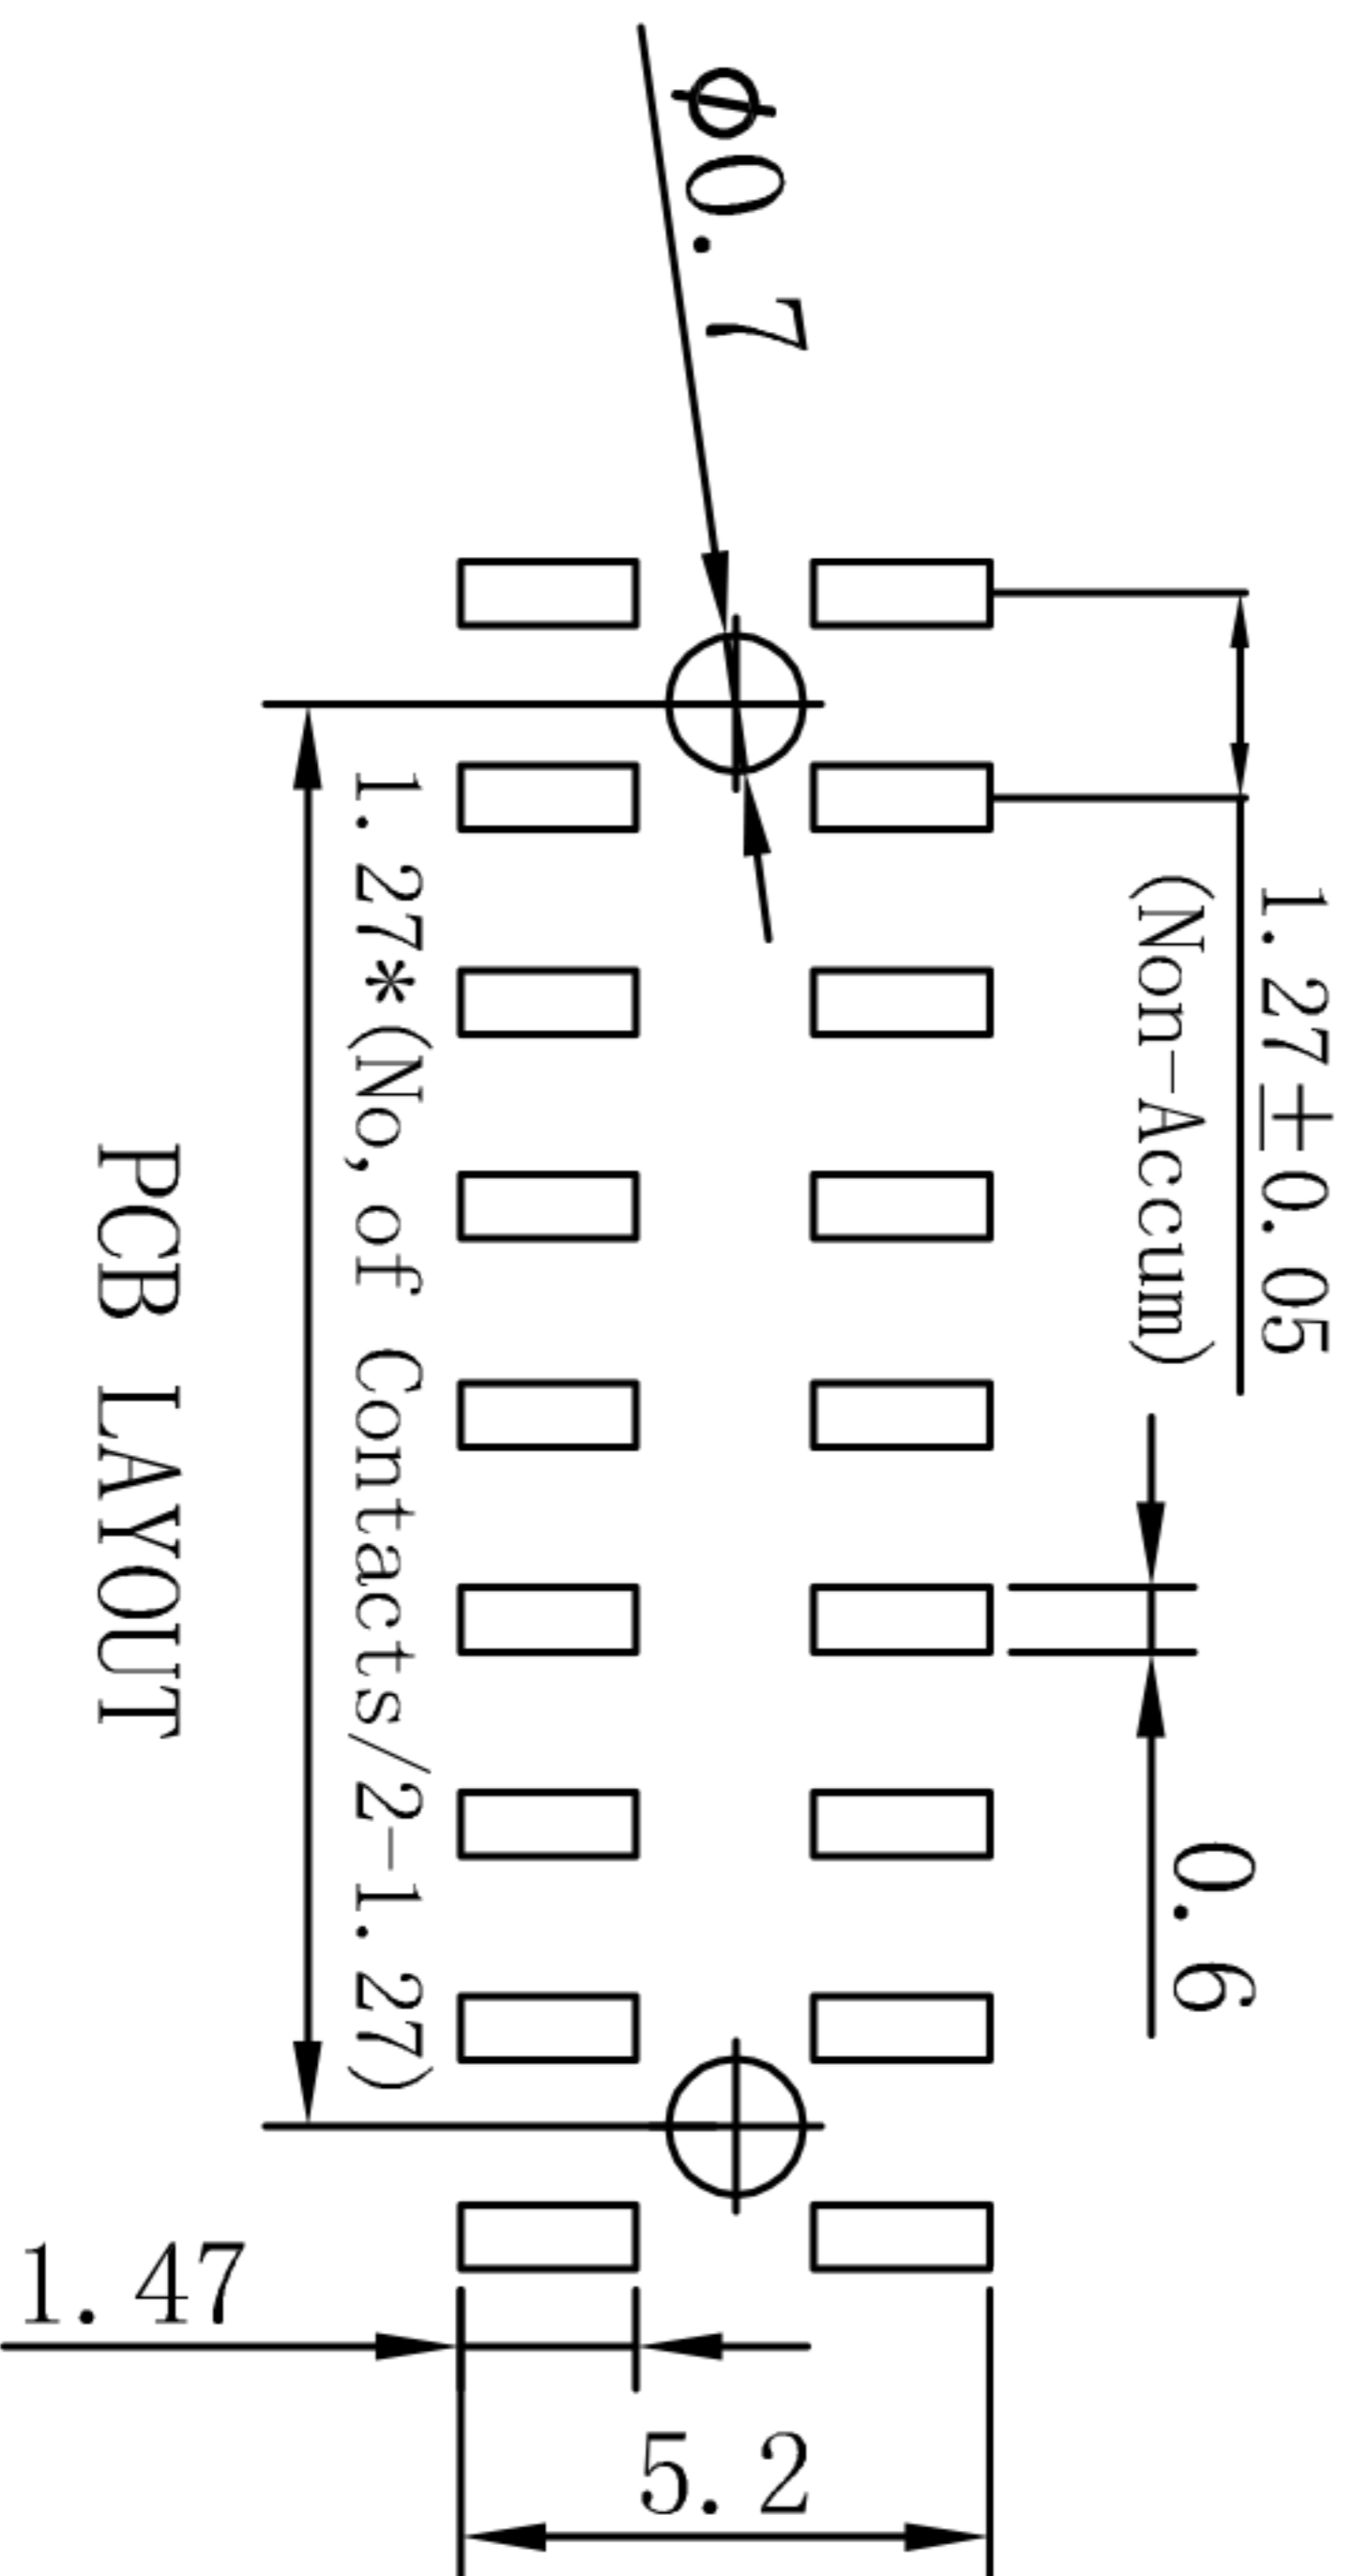 φ0.7
1.27±0.05
(Non-Accum)
0.6
1.27*(No,of Contacts/2-1.27)
PCB LAYOUT
1.47
5.2